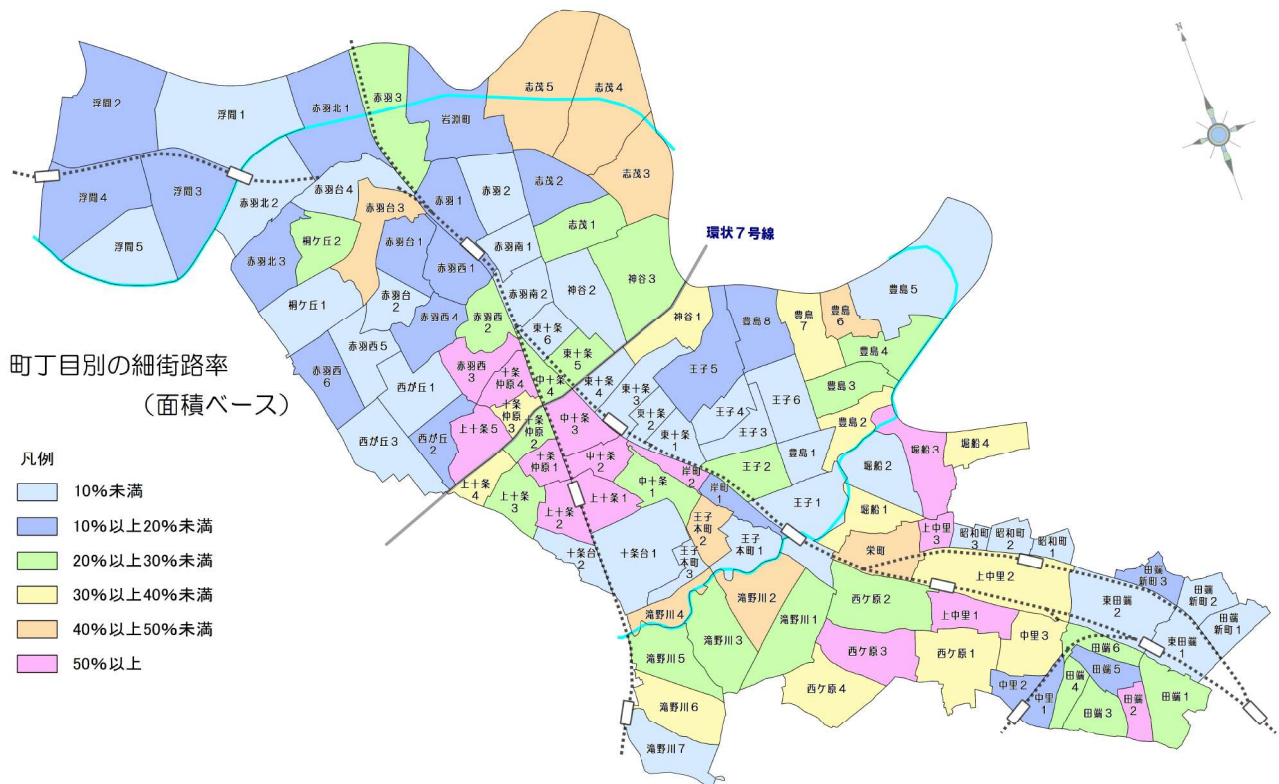 N
浮間2
浮間1
赤羽北1
赤羽3
岩淵町
志茂5
志茂4
浮間4
浮間3
浮間5
赤羽北2
赤羽台4
赤羽台3
赤羽1
赤羽2
志茂2
志茂3
志茂1
桐ケ丘2
赤羽北3
赤羽台1
赤羽西1
赤羽南1
赤羽南2
神谷2
神谷3
環状7号線
桐ケ丘1
赤羽台
2
赤羽西4
赤羽西
2
東十条
6
神谷1
豊島8
豊島
7
豊島
6
豊島5
豊島4
町丁目別の細街路率
(面積ベース)
赤羽西5
赤羽西
6
西が丘1
赤羽西
3
十条
仲原4
中十条
4
東十条
5
東十条
4
東十条
3
東十条
2
東十条
1
王子5
王子4
王子3
王子6
豊島3
豊島2
豊島1
西が丘3
西が丘
2
上十条5
十条
仲原
3
十条
仲原
2
中十条
3
十条
仲原1
中十条
2
上十条
4
上十条
3
上十条
2
上十条1
中十条
1
岸町
2
岸町
1
王子2
王子1
堀船3
堀船4
堀船2
堀船1
凡例
10%未満
10%以上20%未満
20%以上30%未満
30%以上40%未満
40%以上50%未満
50%以上
十条台
2
十条台1
王子
本町
2
王子
本町1
王子
本町
3
栄町
上中里
3
昭和町
3
昭和町
2
昭和町
1
上中里2
田端
新町3
田端
新町2
田端
新町1
東田端
2
東田端
1
滝野川4
滝野川2
滝野川3
滝野川1
滝野川5
滝野川6
滝野川7
西ケ原2
西ケ原3
西ケ原4
西ケ原1
上中里1
中里3
中里2
中里
1
田端6
田端5
田端
4
田端3
田端
2
田端1